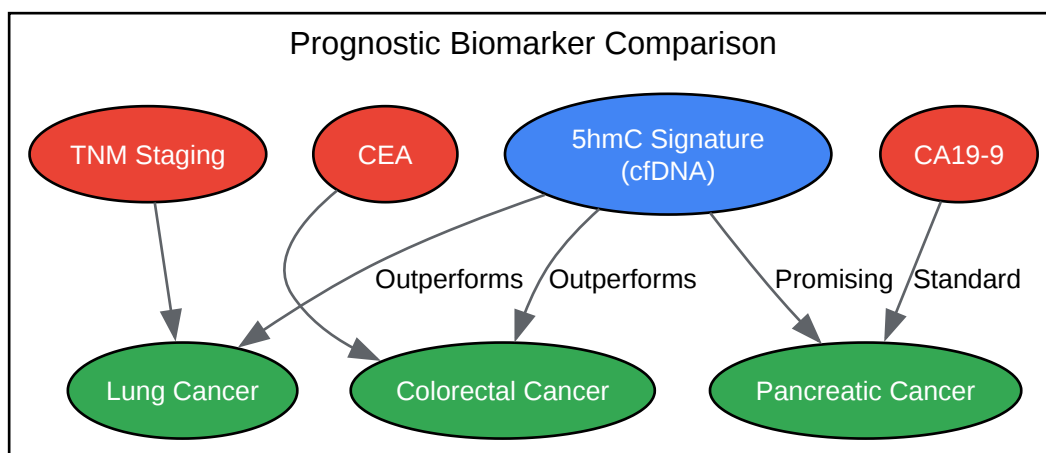 Prognostic Biomarker Comparison
TNM Staging
CEA
5hmC Signature
(cfDNA)
CA19-9
Outperforms
Outperforms
Promising
Standard
Lung Cancer
Colorectal Cancer
Pancreatic Cancer